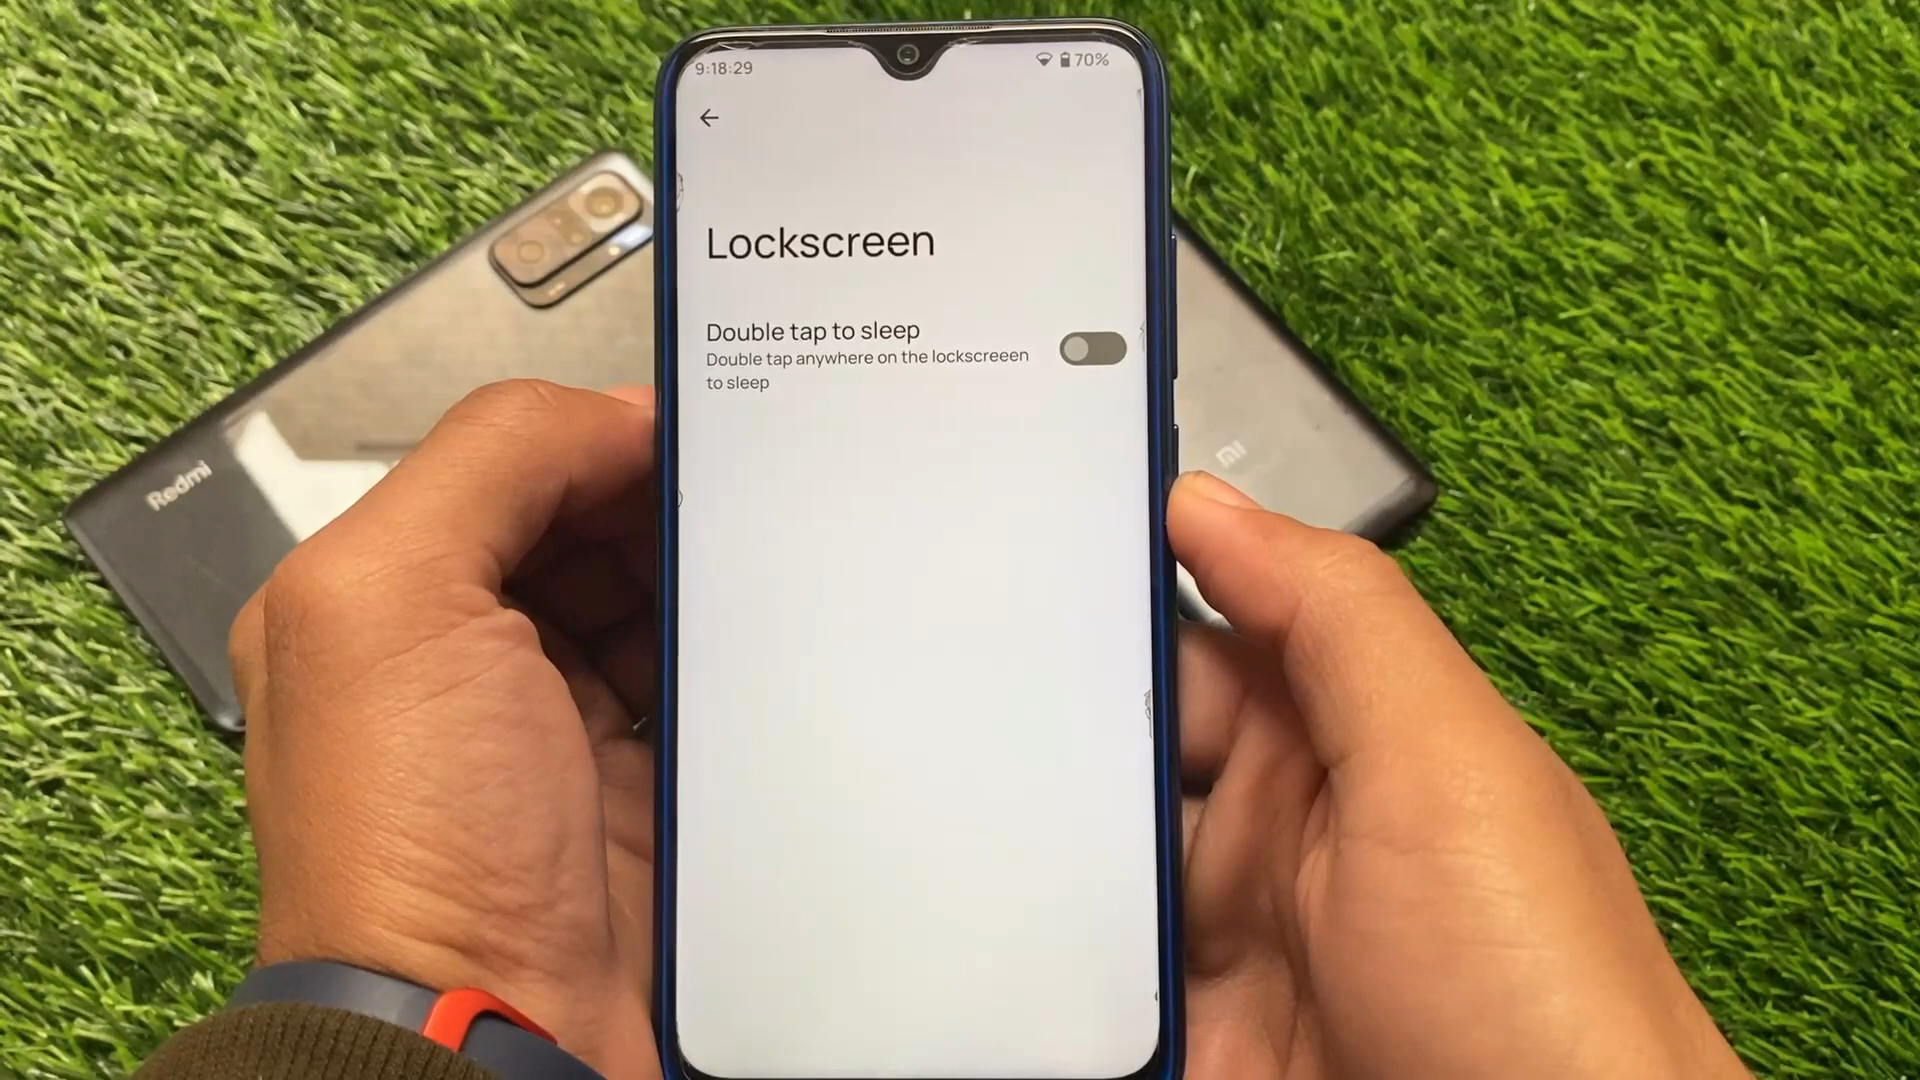 9:18:29
70%
Lockscreen
Double tap to sleep
Double tap anywhere on the lockscreeen
to sleep
Redmi
MI